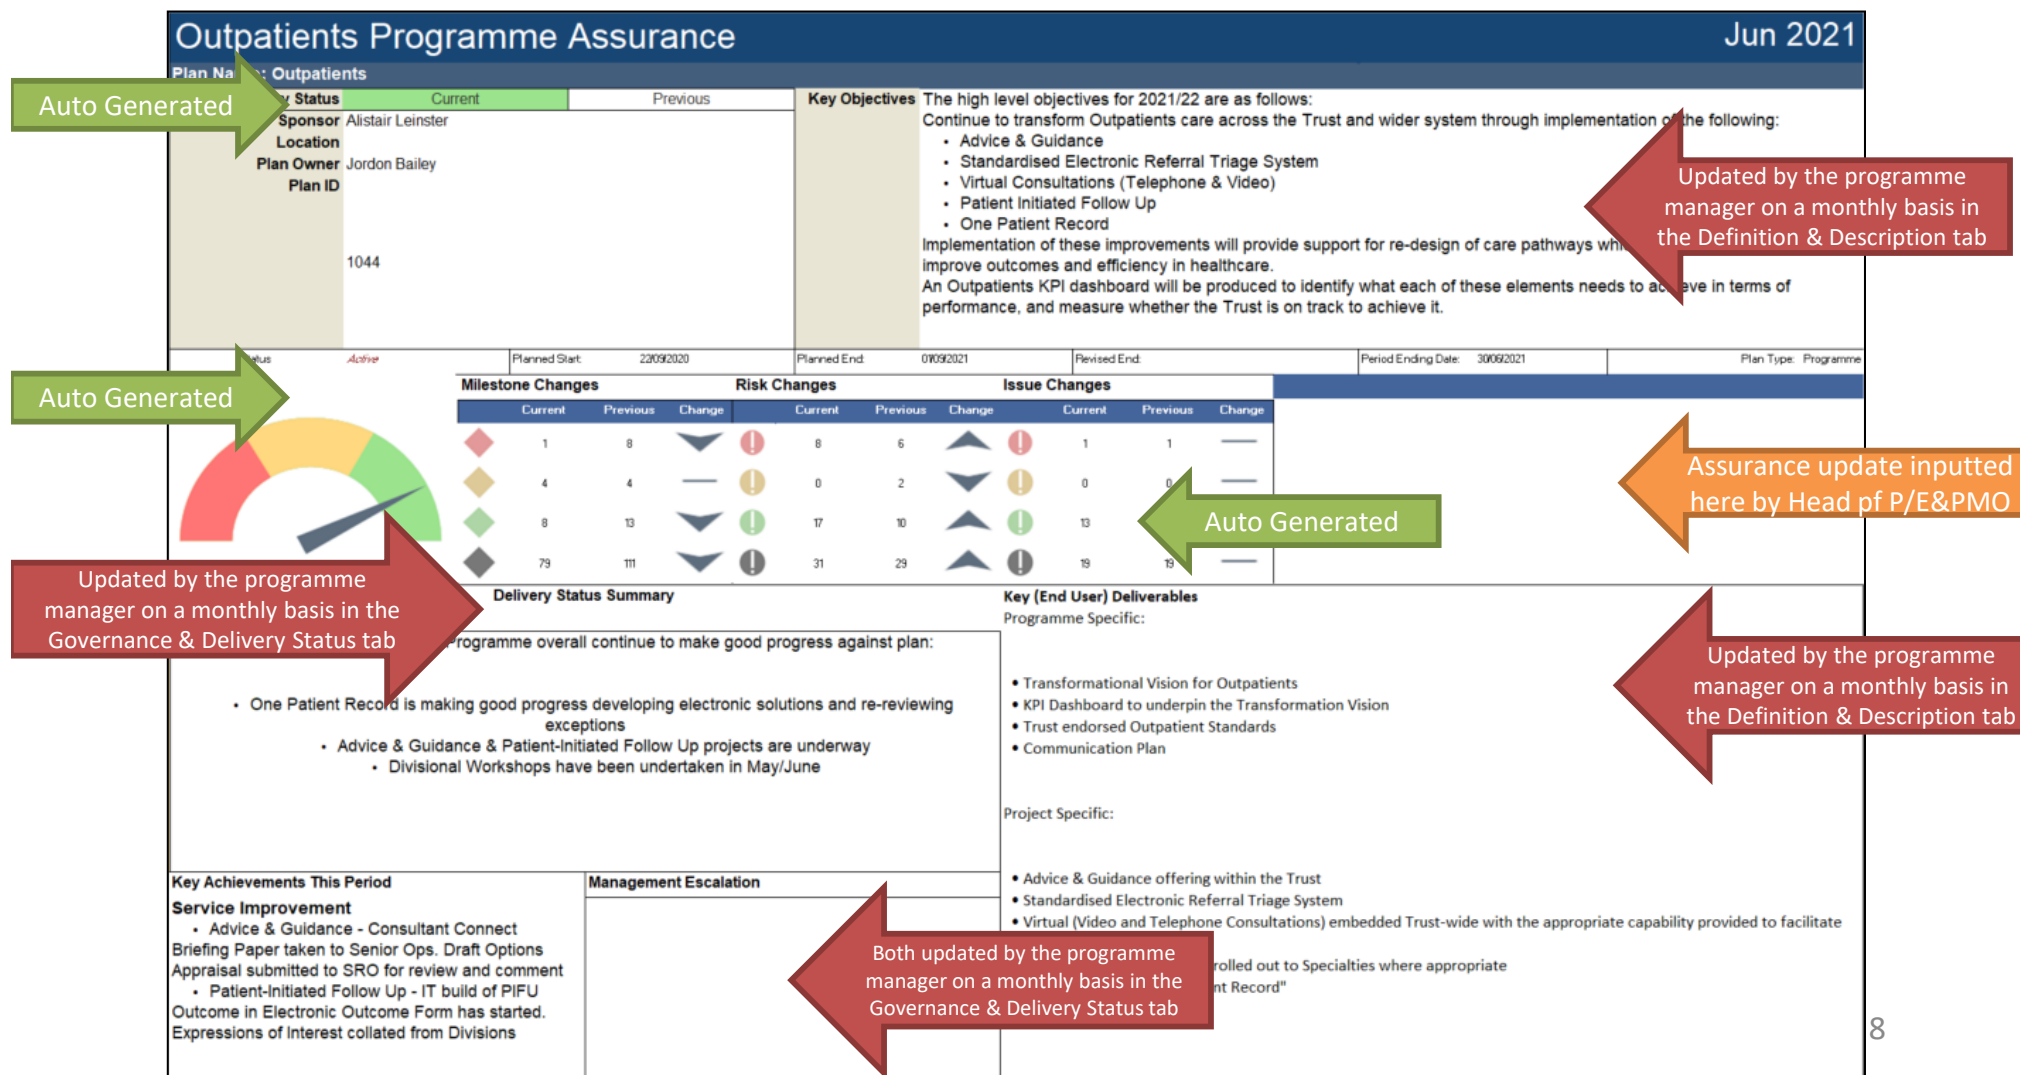 Outpatients Programme Assurance
Jun 2021
Plan Na : Outpatients
Auto Generated
y Status
Current
Previous
Sponsor Alistair Leinster
Location
Plan Owner Jordon Bailey
Plan ID
1044
Key Objectives The high level objectives for 2021/22 are as follows:
Continue to transform Outpatients care across the Trust and wider system through implementation of the following:
• Advice & Guidance
• Standardised Electronic Referral Triage System
• Virtual Consultations (Telephone & Video)
• Patient Initiated Follow Up
• One Patient Record
Implementation of these improvements will provide support for re-design of care pathways
improve outcomes and efficiency in healthcare.
An Outpatients KPI dashboard will be produced to identify what each of these elements needs to achieve in terms of
performance, and measure whether the Trust is on track to achieve it.
Updated by the programme
manager on a monthly basis in
the Definition & Description tab
Active
Planned Start: 22/09/2020
Planned End: 01/09/2021
Revised End:
Period Ending Date: 30/06/2021
Plan Type: Programme
Auto Generated
Milestone Changes
Risk Changes
Issue Changes
Current Previous Change Current Previous Change Current Previous Change
1 8 8 6 1 1
4 4 0 2 0 0
8 13 17 10 13
79 111 31 29 19 19
Auto Generated
Assurance update inputted
here by Head pf P/E&PMO
Updated by the programme
manager on a monthly basis in the
Governance & Delivery Status tab
Delivery Status Summary
Programme overall continue to make good progress against plan:
• One Patient Record is making good progress developing electronic solutions and re-reviewing
exceptions
• Advice & Guidance & Patient-Initiated Follow Up projects are underway
• Divisional Workshops have been undertaken in May/June
Key (End User) Deliverables
Programme Specific:
• Transformational Vision for Outpatients
• KPI Dashboard to underpin the Transformation Vision
• Trust endorsed Outpatient Standards
• Communication Plan
Project Specific:
• Advice & Guidance offering within the Trust
• Standardised Electronic Referral Triage System
• Virtual (Video and Telephone Consultations) embedded Trust-wide with the appropriate capability provided to facilitate
rolled out to Specialties where appropriate
nt Record"
Updated by the programme
manager on a monthly basis in
the Definition & Description tab
Key Achievements This Period
Service Improvement
• Advice & Guidance - Consultant Connect
Briefing Paper taken to Senior Ops. Draft Options
Appraisal submitted to SRO for review and comment
• Patient-Initiated Follow Up - IT build of PIFU
Outcome in Electronic Outcome Form has started.
Expressions of Interest collated from Divisions
Management Escalation
Both updated by the programme
manager on a monthly basis in the
Governance & Delivery Status tab
8